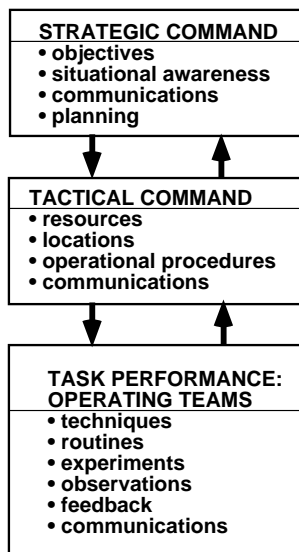 STRATEGIC COMMAND
• objectives
• situational awareness
• communications
• planning
TACTICAL COMMAND
• resources
• locations
• operational procedures
• communications
TASK PERFORMANCE:
OPERATING TEAMS
• techniques
• routines
• experiments
• observations
• feedback
• communications